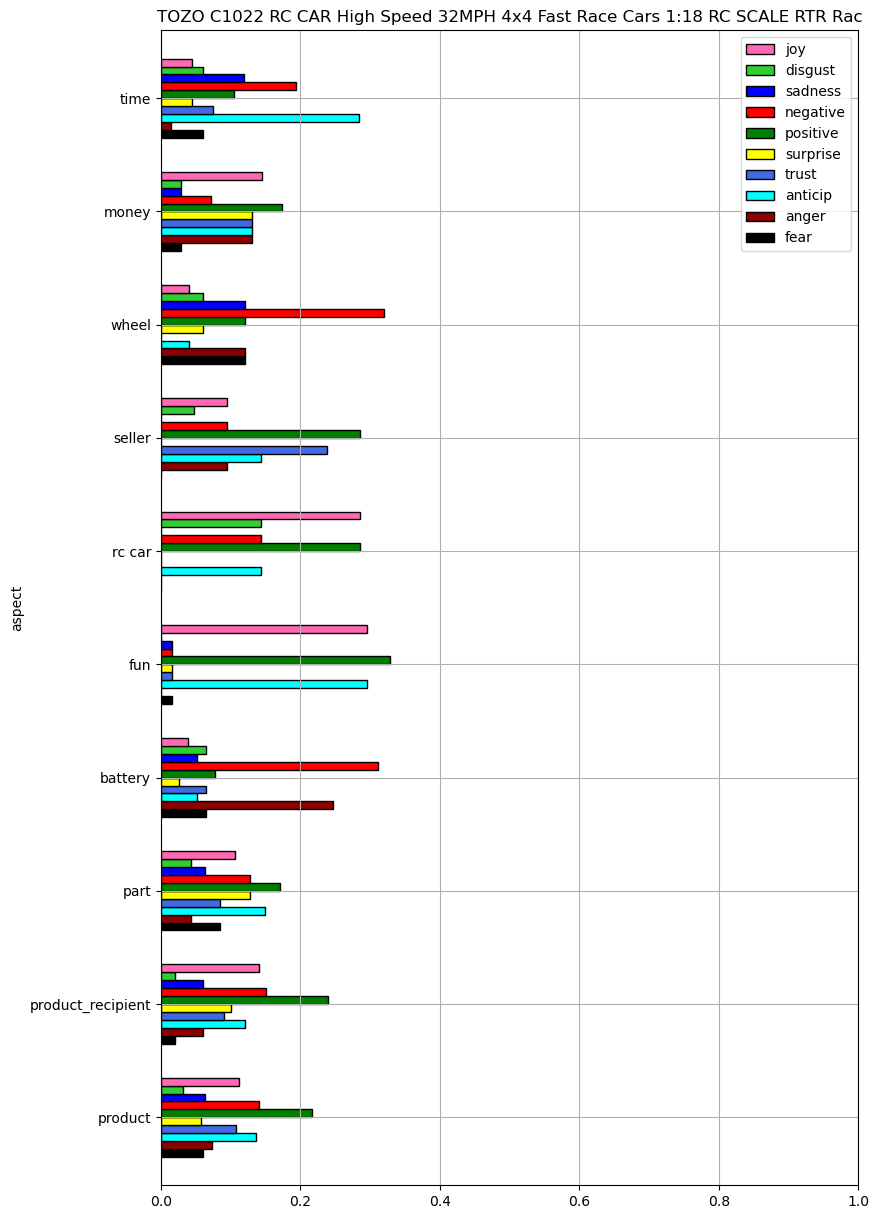 TOZO C1022 RC CAR High Speed 32MPH 4x4 Fast Race Cars 1:18 RC SCALE RTR Rac
joy
disgust
sadness
negative
positive
surprise
trust
anticip
anger
fear
time
money
wheel
seller
rc car
fun
battery
part
product_recipient
product
aspect
0.0 0.2 0.4 0.6 0.8 1.0